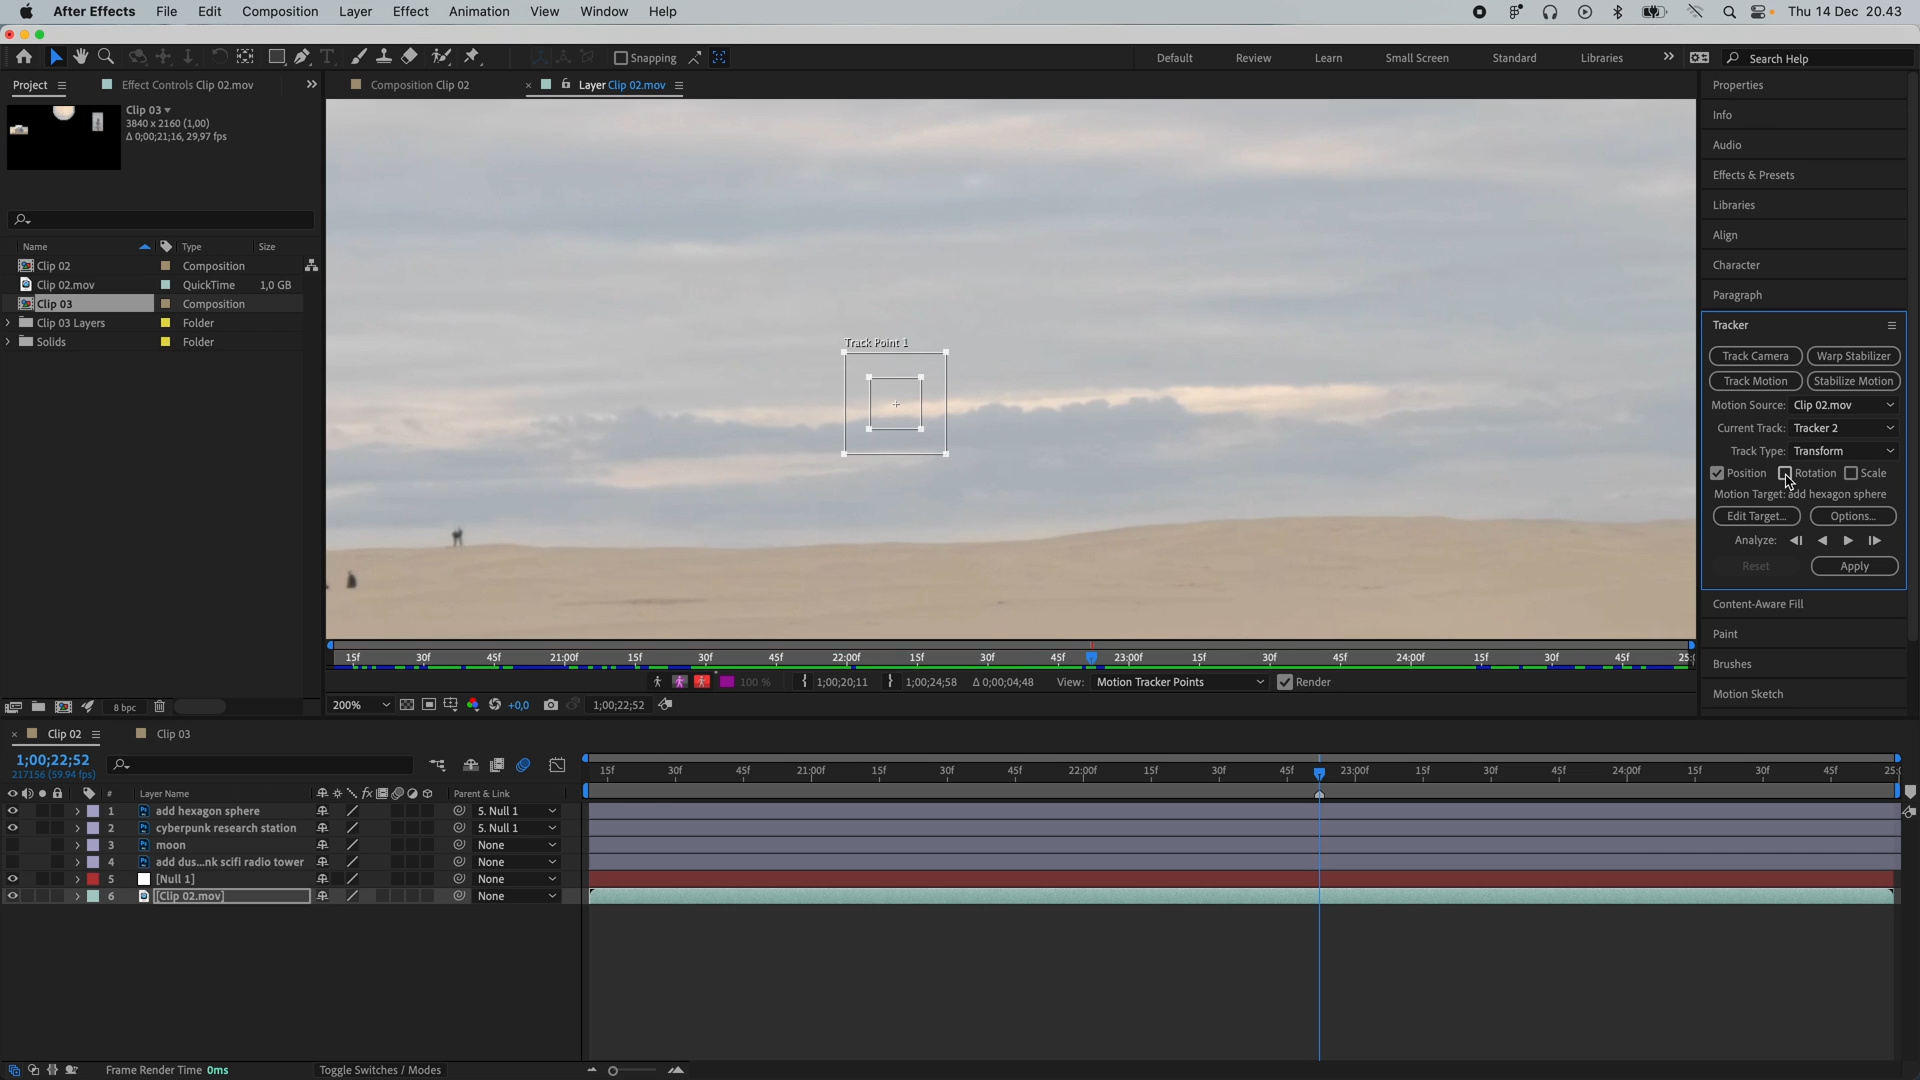 After Effects File Edit Composition Layer Effect Animation View Window Help Thu 14 Dec 20.43
Snapping Default Review Learn Small Screen Standard Libraries Search Help
Project Effect Controls Clip 02.mov
Composition Clip 02 Layer Clip 02.mov
Clip 03
3840 x 2160 (1,00)
Δ 0;00;21;16, 29,97 fps
Name Type Size
Clip 02 Composition
Clip 02.mov QuickTime 1,0 GB
Clip 03 Composition
Clip 03 Layers Folder
Solids Folder
8 bpc
Track Point 1
15f 30f 45f 21:00f 15f 30f 45f 22:00f 15f 30f 45f 23:00f 15f 30f 45f 24:00f 15f 30f 45f 25:
100 % 1;00;20;11 1;00;24;58 Δ 0;00;04;48 View: Motion Tracker Points Render
200% +0,0 1;00;22;52
Properties
Info
Audio
Effects & Presets
Libraries
Align
Character
Paragraph
Tracker
Track Camera Warp Stabilizer
Track Motion Stabilize Motion
Motion Source: Clip 02.mov
Current Track: Tracker 2
Track Type: Transform
Position Rotation Scale
Motion Target: add hexagon sphere
Edit Target... Options...
Analyze:
Reset Apply
Content-Aware Fill
Paint
Brushes
Motion Sketch
Clip 02 Clip 03
1;00;22;52
217156 (59.94 fps)
15f 30f 45f 21:00f 15f 30f 45f 22:00f 15f 30f 45f 23:00f 15f 30f 45f 24:00f 15f 30f 45f 25:
# Layer Name fx Parent & Link
1 add hexagon sphere 5. Null 1
2 cyberpunk research station 5. Null 1
3 moon None
4 add dus...nk scifi radio tower None
5 [Null 1] None
6 [Clip 02.mov] None
Frame Render Time 0ms Toggle Switches / Modes